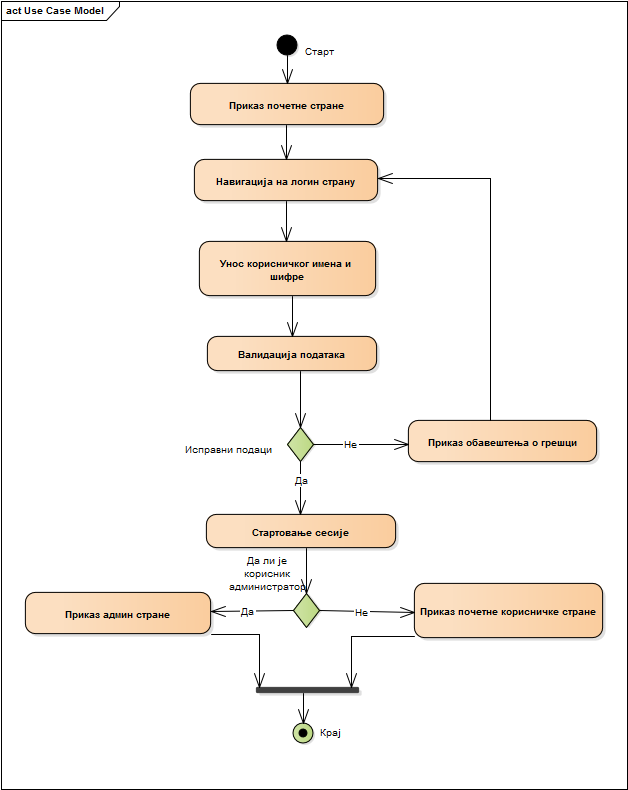 act Use Case Model
Старт
Приказ почетне стране
Навигација на логин страну
Унос корисничког имена и
шифре
Валидација података
Исправни подаци
Не
Приказ обавештења о грешци
Да
Стартовање сесије
Да ли је
корисник
администратор
Да
Не
Приказ админ стране
Приказ почетне корисничке стране
Крај